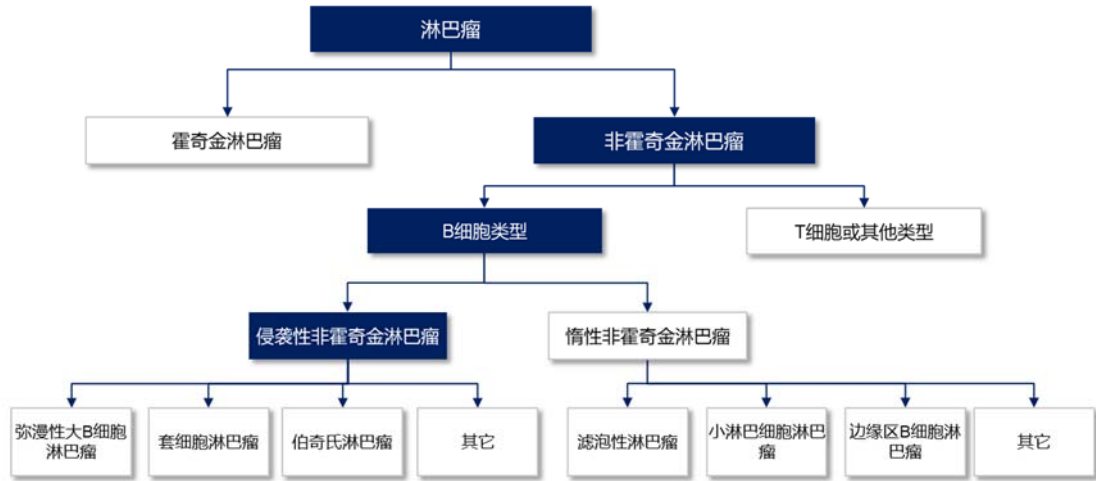 淋巴瘤
霍奇金淋巴瘤
非霍奇金淋巴瘤
B细胞类型
T细胞或其他类型
侵袭性非霍奇金淋巴瘤
惰性非霍奇金淋巴瘤
弥漫性大B细胞
淋巴瘤
套细胞淋巴瘤
伯奇氏淋巴瘤
其它
滤泡性淋巴瘤
小淋巴细胞淋巴
瘤
边缘区B细胞淋
巴瘤
其它